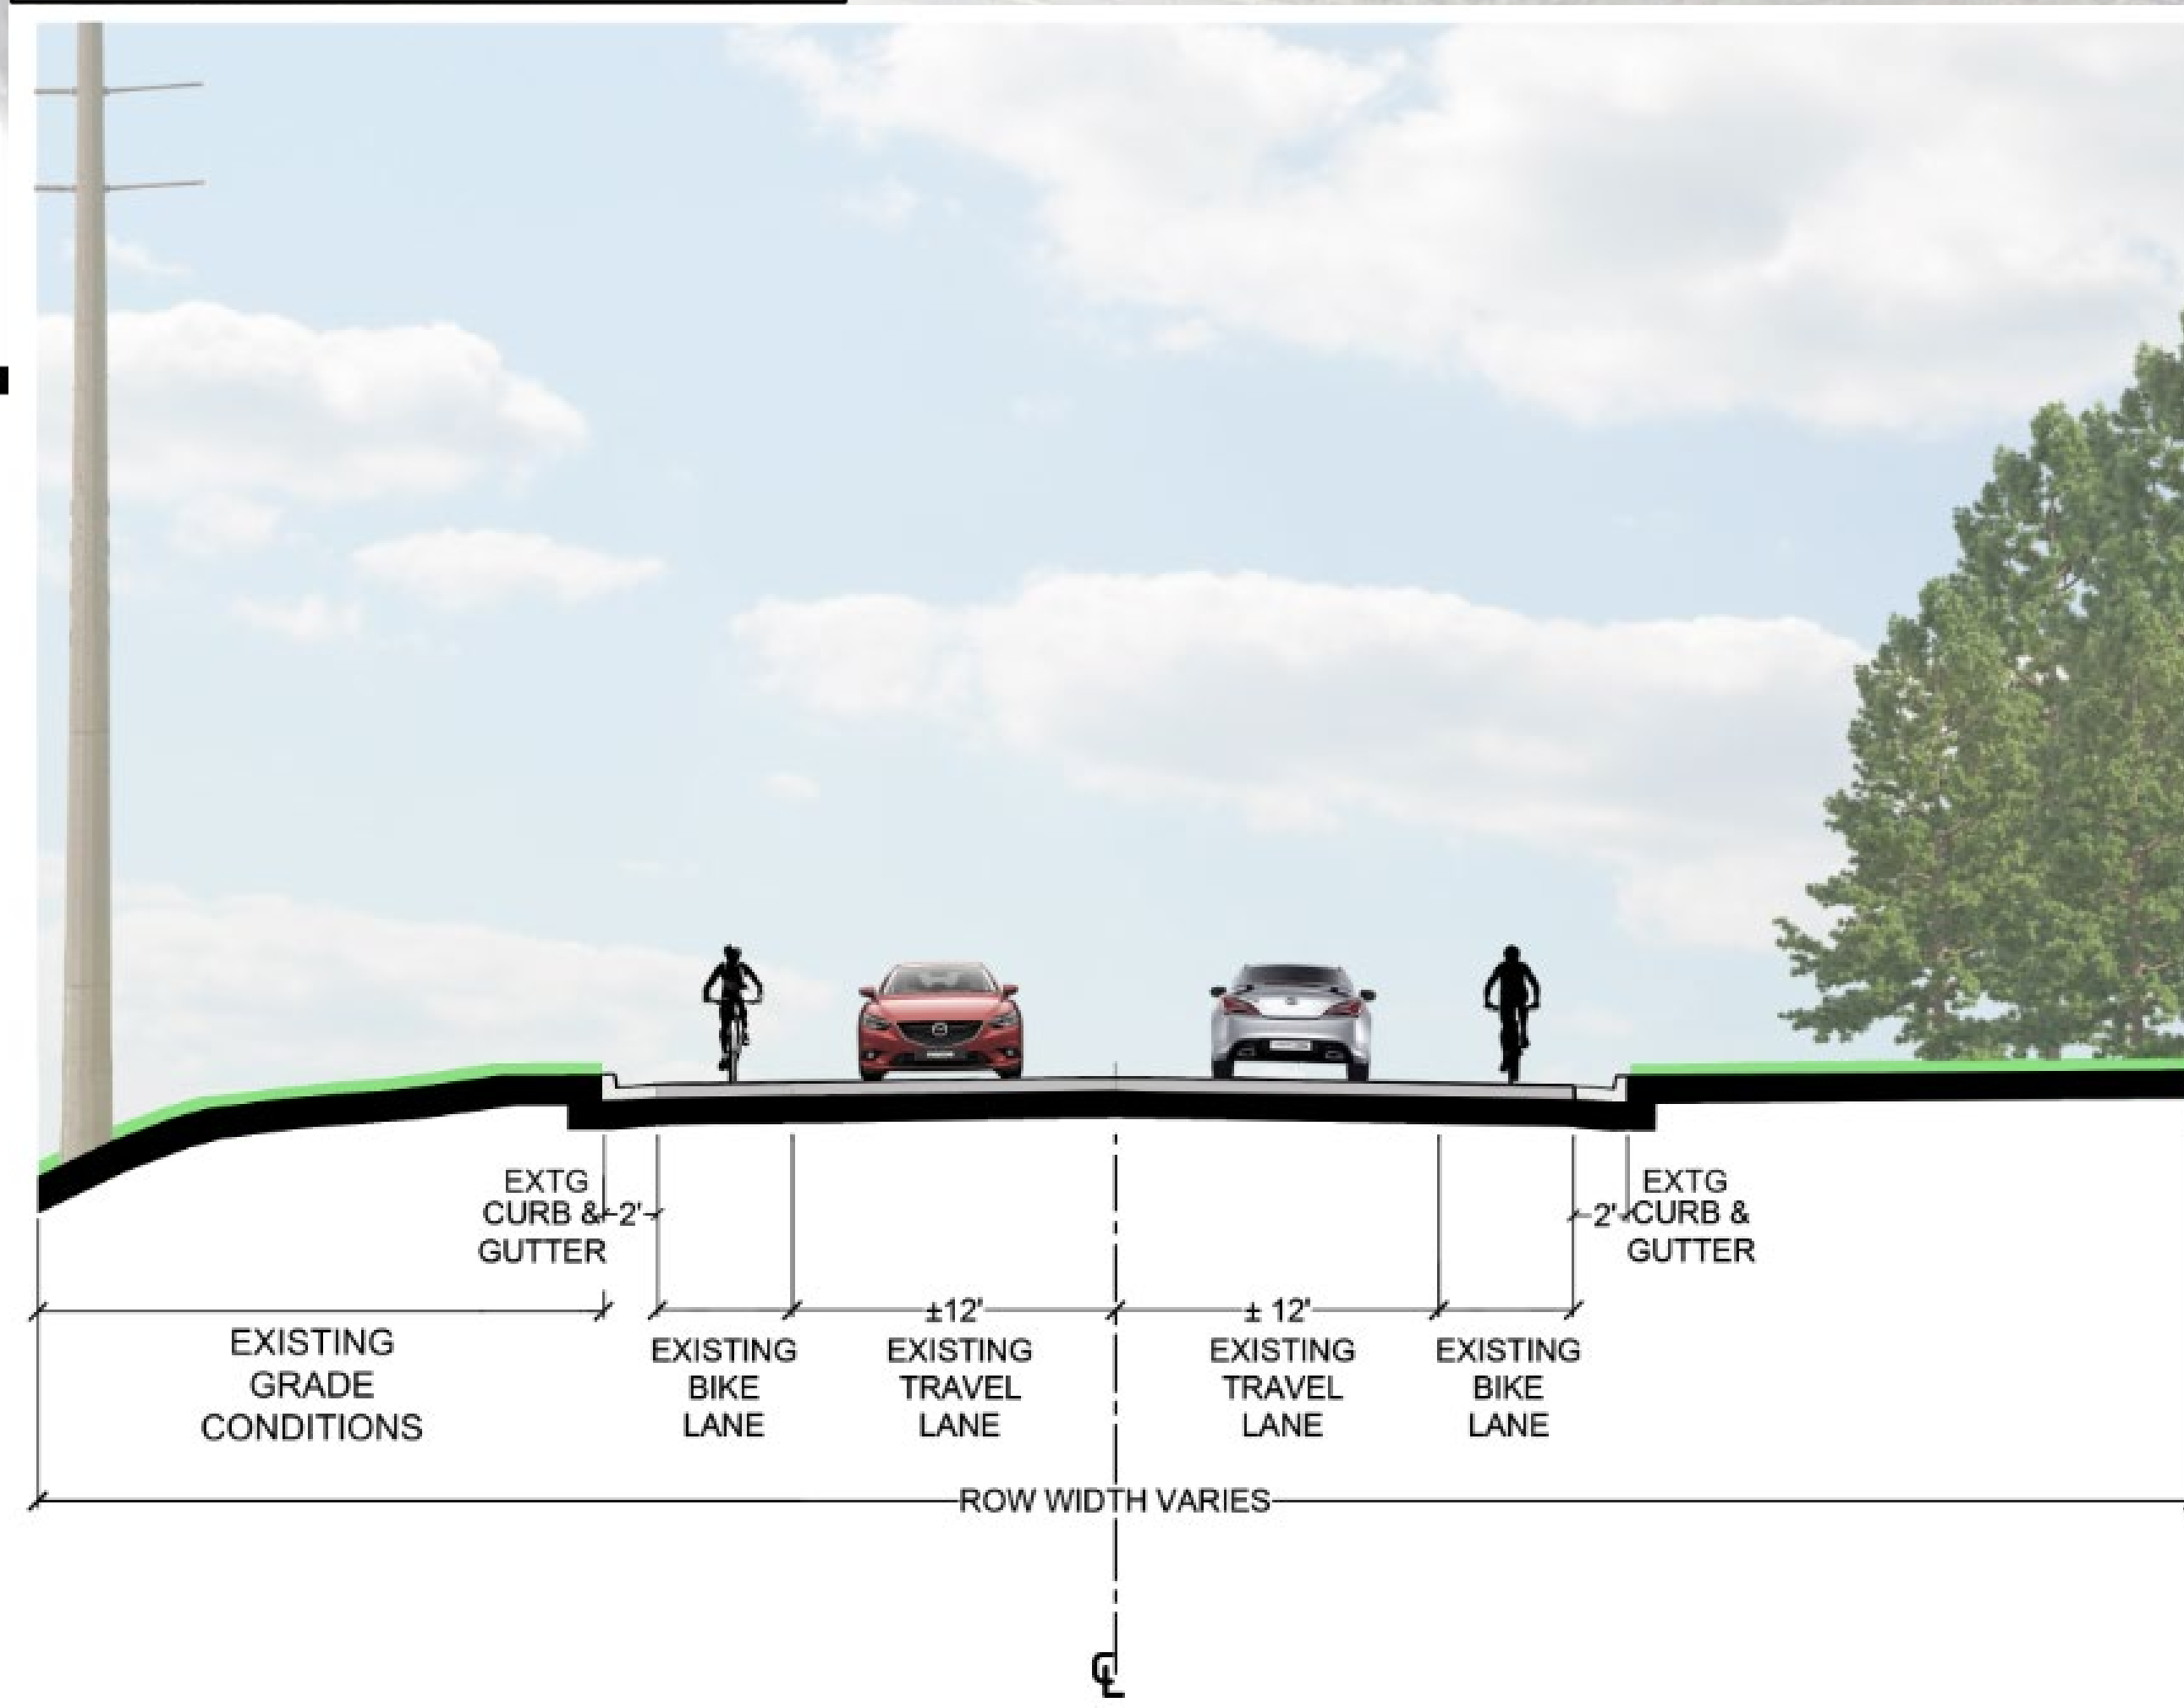 EXTG
CURB &
GUTTER
2'
2'
EXTG
CURB &
GUTTER
±12'
± 12'
EXISTING
GRADE
CONDITIONS
EXISTING
BIKE
LANE
EXISTING
TRAVEL
LANE
EXISTING
TRAVEL
LANE
EXISTING
BIKE
LANE
ROW WIDTH VARIES
℄